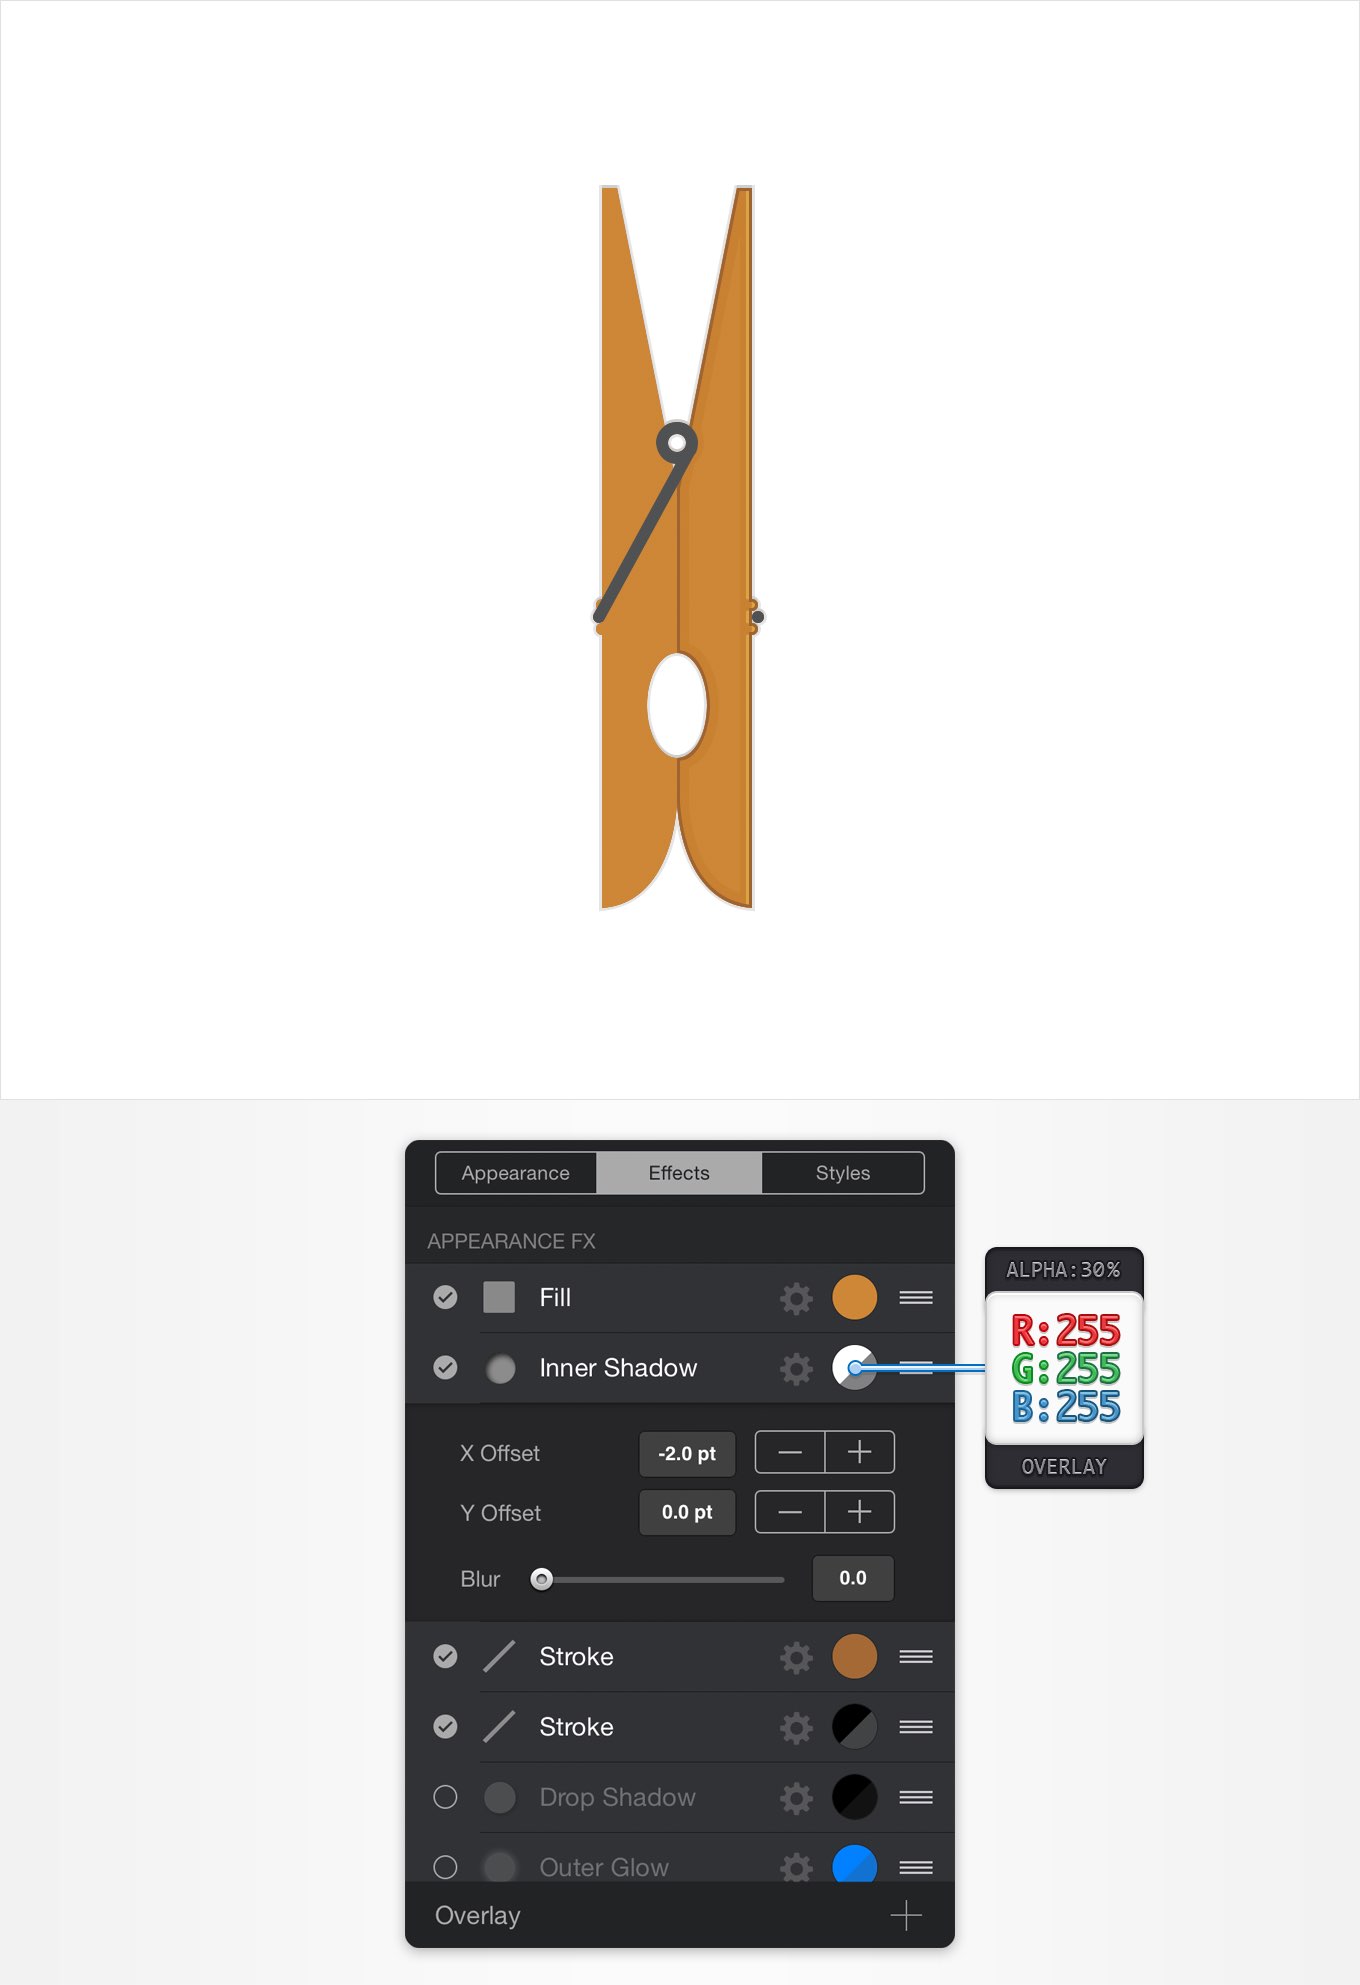 Appearance Effects Styles
APPEARANCE FX
Fill
Inner Shadow
ALPHA:30%
R:255
G:255
B:255
OVERLAY
X Offset -2.0 pt
Y Offset 0.0 pt
Blur 0.0
Stroke
Stroke
Drop Shadow
Outer Glow
Overlay